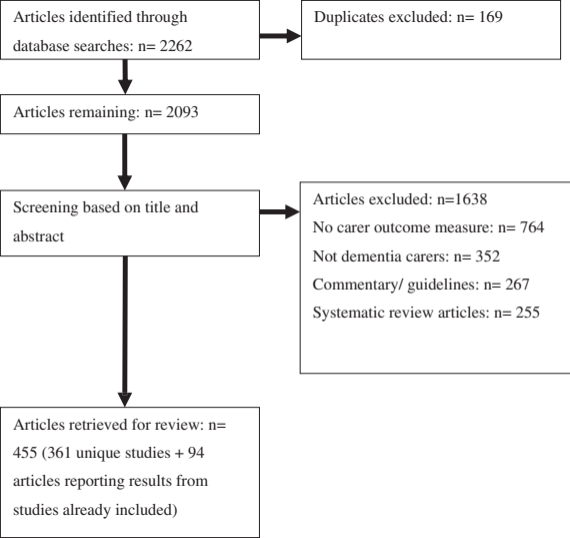 Articles identified through
database searches: n= 2262
Duplicates excluded: n= 169
Articles remaining: n= 2093
Screening based on title and
abstract
Articles excluded: n=1638
No carer outcome measure: n= 764
Not dementia carers: n= 352
Commentary/ guidelines: n= 267
Systematic review articles: n= 255
Articles retrieved for review: n=
455 (361 unique studies + 94
articles reporting results from
studies already included)